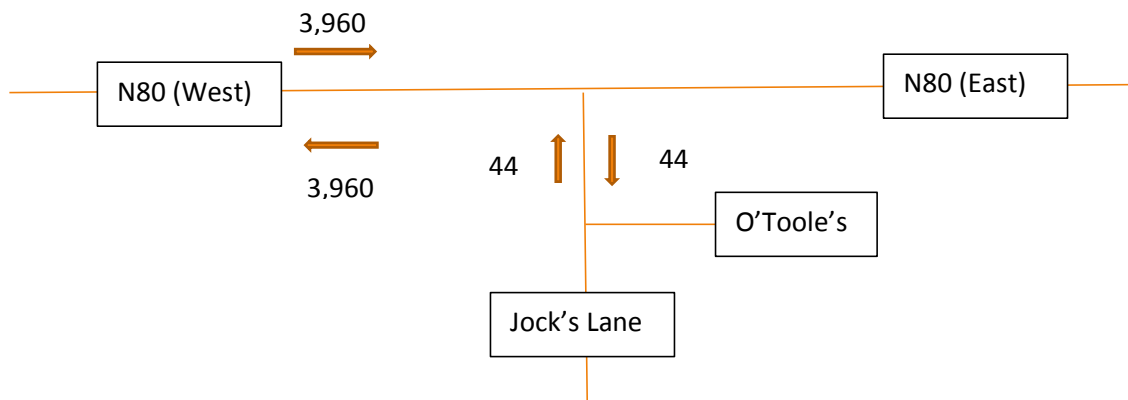 3,960
N80 (West)
N80 (East)
44
44
3,960
O'Toole's
Jock's Lane